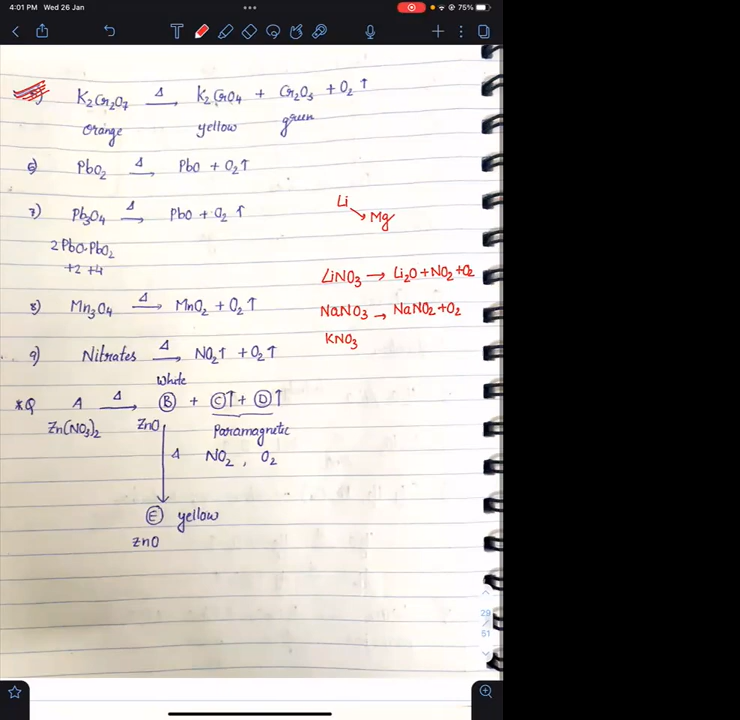 4:01 PM Wed 26 Jan
75%
K2Cr2O7 Δ→ K2CrO4 + Cr2O3 + O2↑
orange yellow green
6) PbO2 Δ→ PbO + O2↑
7) Pb3O4 Δ→ PbO + O2↑
2PbO·PbO2
+2 +4
8) Mn3O4 Δ→ MnO2 + O2↑
9) Nitrates Δ→ NO2↑ + O2↑
Li
Mg
LiNO3 → Li2O + NO2 + O2
NaNO3 → NaNO2 + O2
KNO3
White
*Q A Δ→ B + C↑ + D↑
Zn(NO3)2 ZnO Paramagnetic
Δ NO2 , O2
E yellow
ZnO
29
/
51